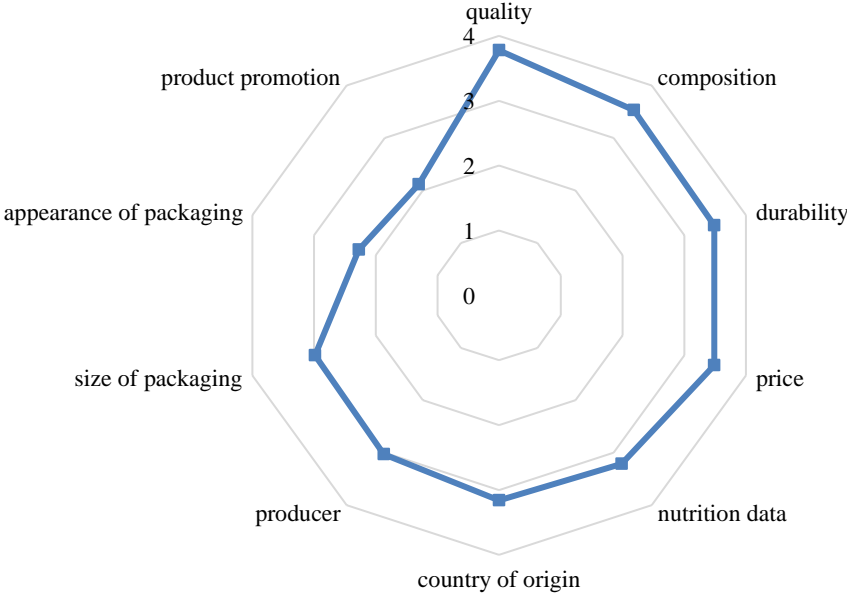 quality
4
product promotion
composition
3
2
appearance of packaging
durability
1
0
size of packaging
price
producer
nutrition data
country of origin